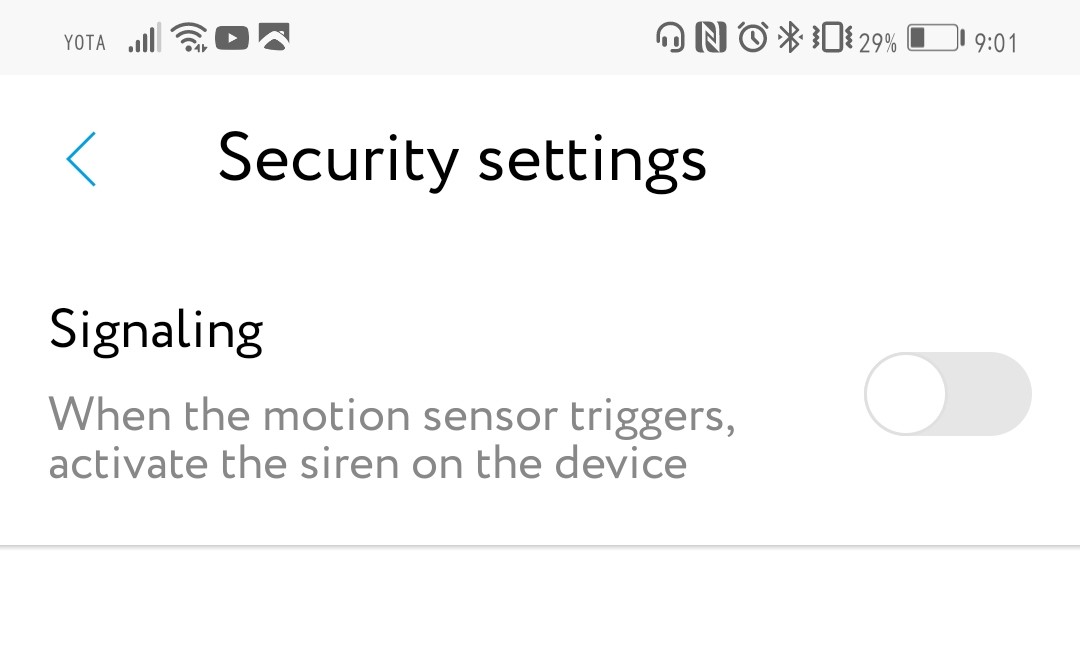 YOTA 29% 9:01
Security settings
Signaling
When the motion sensor triggers,
activate the siren on the device